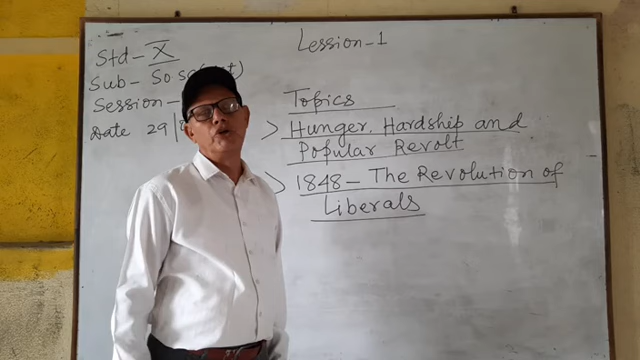 Lession-1
Std- X
Sub- So sc
Session-
Date 29
Topics
> Hunger, Hardship and
Popular Revolt
> 1848- The Revolution of
Liberals